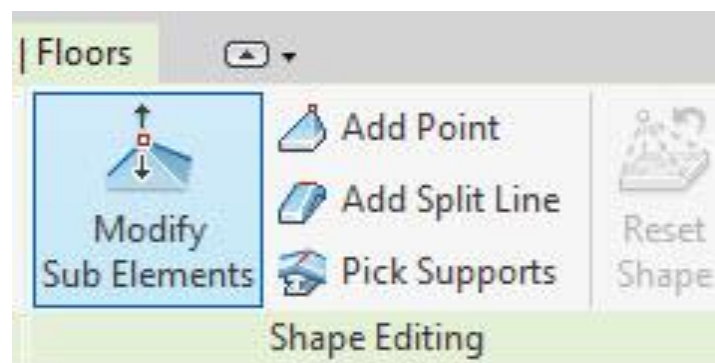 | Floors
Modify
Sub Elements
Add Point
Add Split Line
Pick Supports
Reset
Shape
Shape Editing